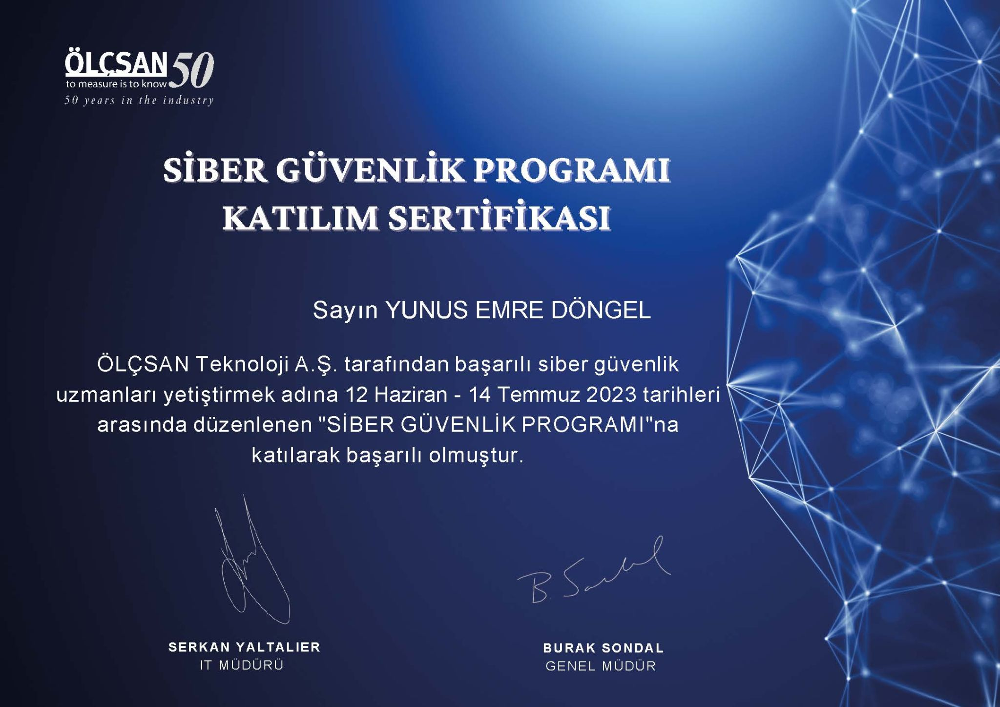 ÖLÇSAN 50
to measure is to know
50 years in the industry
SİBER GÜVENLİK PROGRAMI
KATILIM SERTİFİKASI
Sayın YUNUS EMRE DÖNGEL
ÖLÇSAN Teknoloji A.Ş. tarafından başarılı siber güvenlik
uzmanları yetiştirmek adına 12 Haziran - 14 Temmuz 2023 tarihleri
arasında düzenlenen "SİBER GÜVENLİK PROGRAMI"na
katılarak başarılı olmuştur.
B. Sondal
SERKAN YALTALIER
IT MÜDÜRÜ
BURAK SONDAL
GENEL MÜDÜR